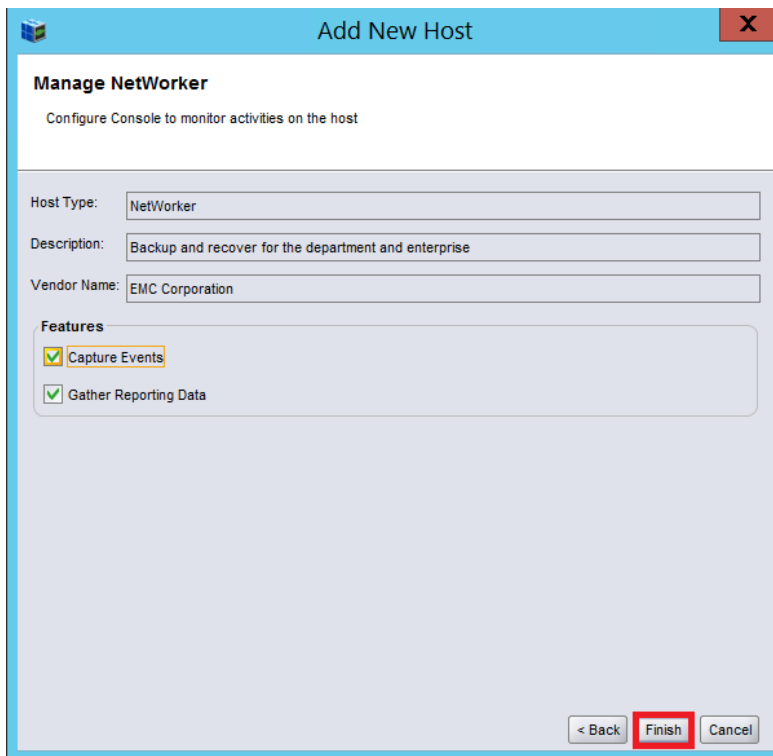 Add New Host
X
Manage NetWorker
Configure Console to monitor activities on the host
Host Type: NetWorker
Description: Backup and recover for the department and enterprise
Vendor Name: EMC Corporation
Features
Capture Events
Gather Reporting Data
< Back Finish Cancel